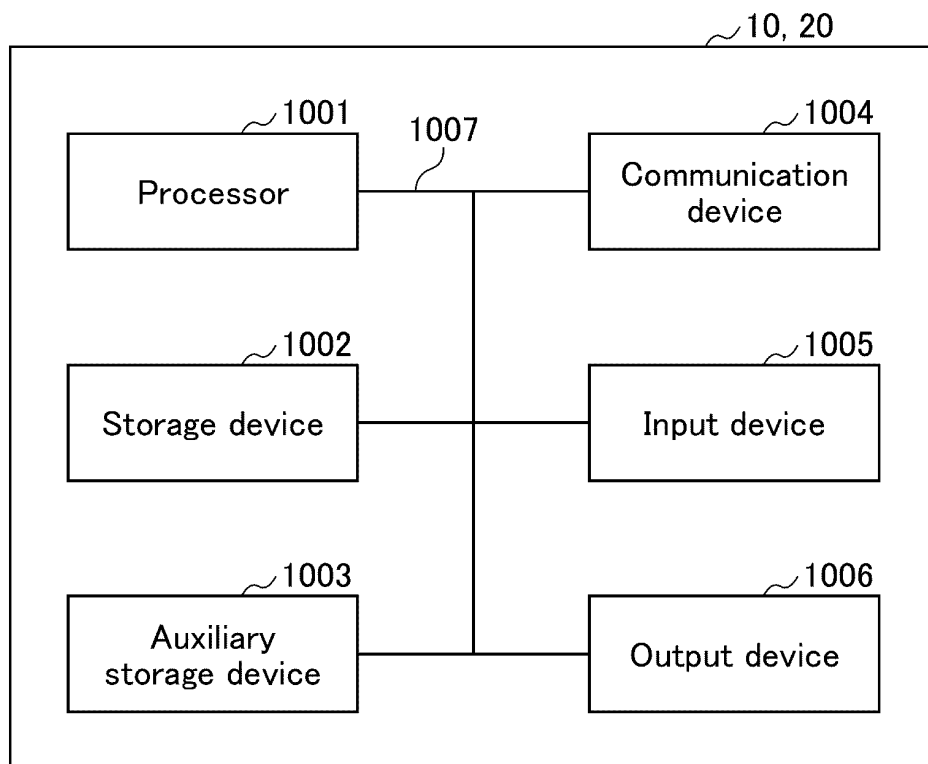 10, 20
1001
Processor
1007
1004
Communication
device
1002
Storage device
1005
Input device
1003
Auxiliary
storage device
1006
Output device